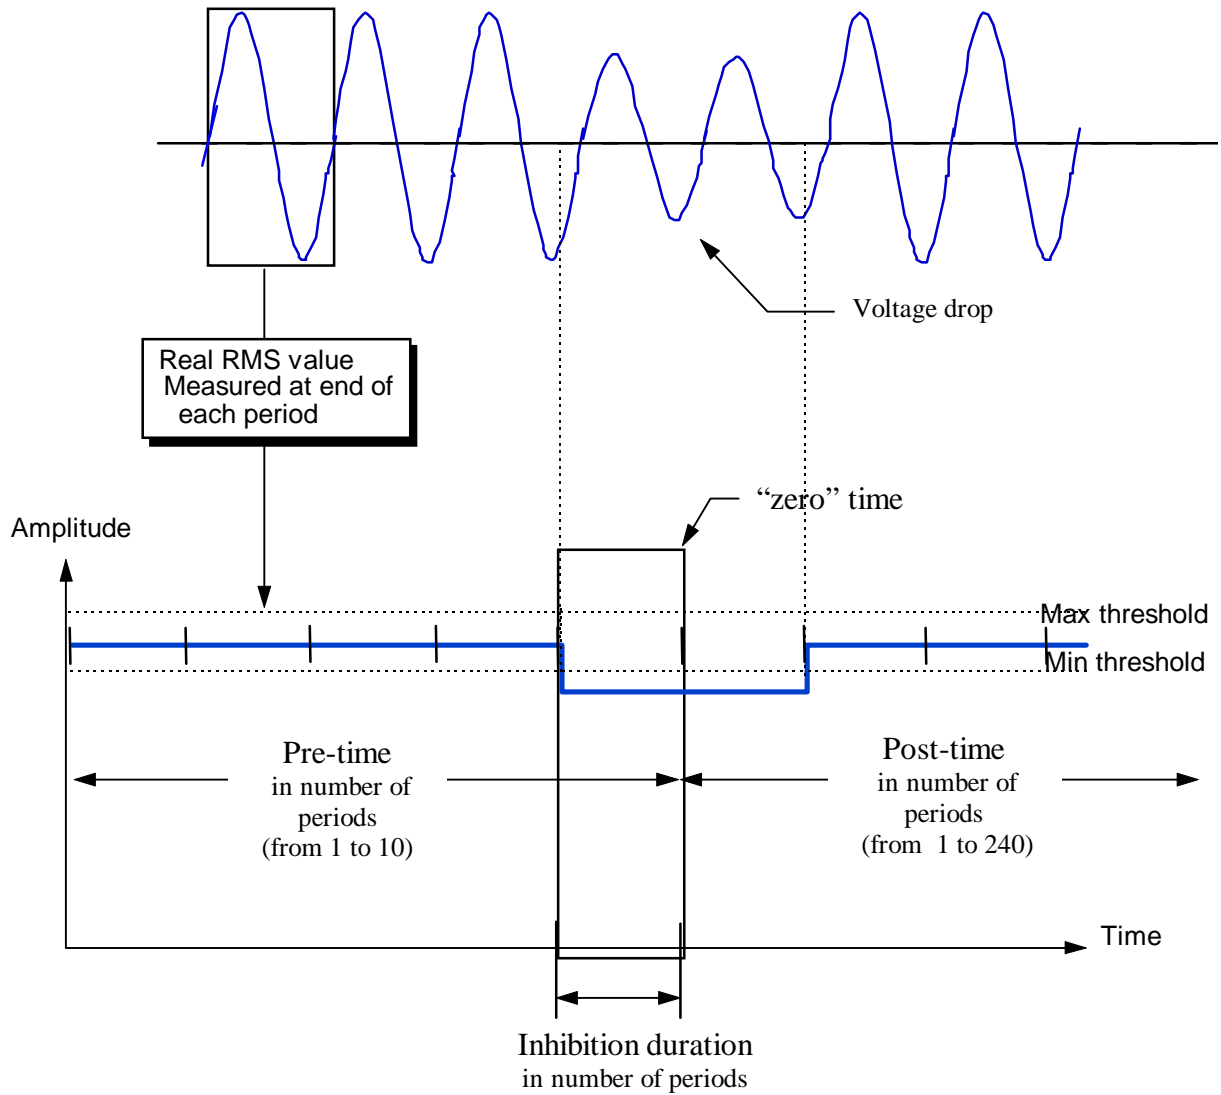 Voltage drop
Real RMS value
Measured at end of
each period
“zero” time
Amplitude
Max threshold
Min threshold
Pre-time
in number of
periods
(from 1 to 10)
Post-time
in number of
periods
(from 1 to 240)
Time
Inhibition duration
in number of periods